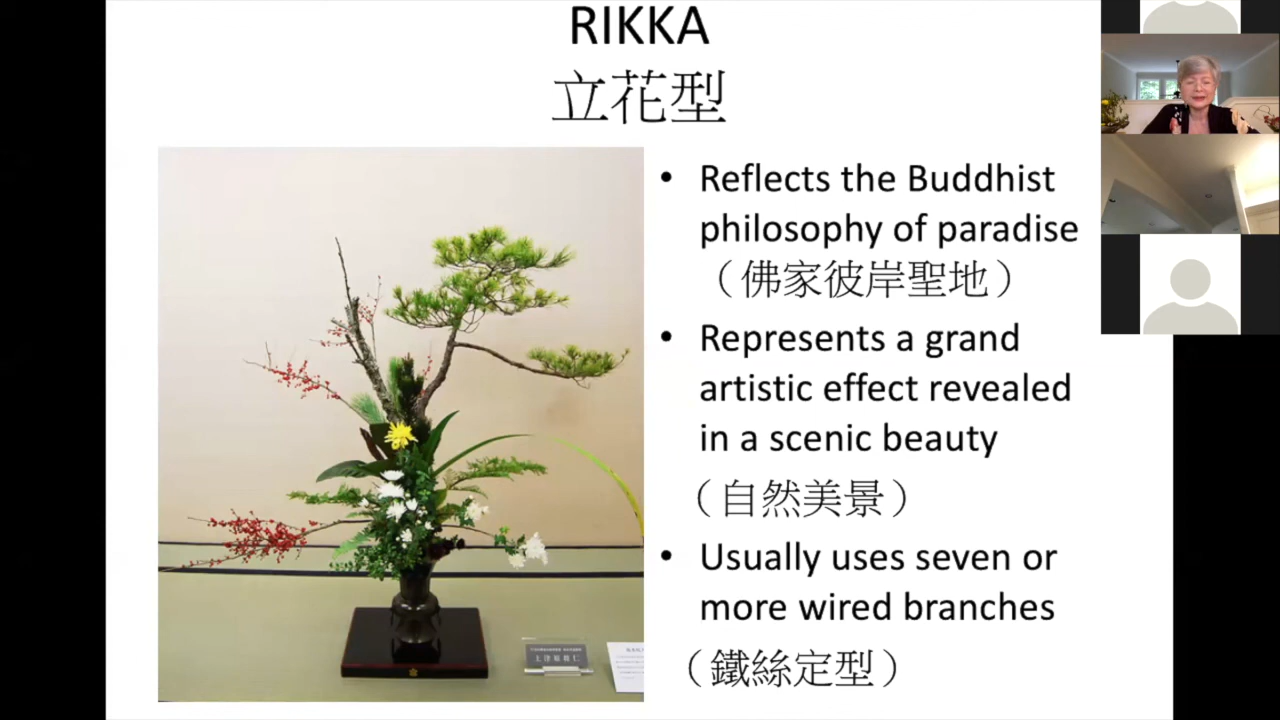 RIKKA
立花型
• Reflects the Buddhist
philosophy of paradise
（佛家彼岸聖地）
• Represents a grand
artistic effect revealed
in a scenic beauty
（自然美景）
• Usually uses seven or
more wired branches
（鐵絲定型）